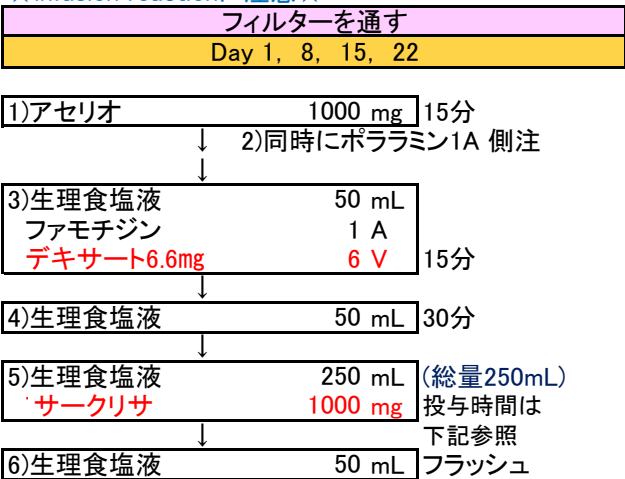 フィルターを通す
Day 1, 8, 15, 22
1)アセリオ 1000 mg 15分
↓ 2)同時にポララミン1A 側注
↓
3)生理食塩液 50 mL
ファモチジン 1 A
デキサート6.6mg 6 V 15分
↓
4)生理食塩液 50 mL 30分
↓
5)生理食塩液 250 mL (総量250mL)
サークリサ 1000 mg 投与時間は
↓ 下記参照
6)生理食塩液 50 mL フラッシュ